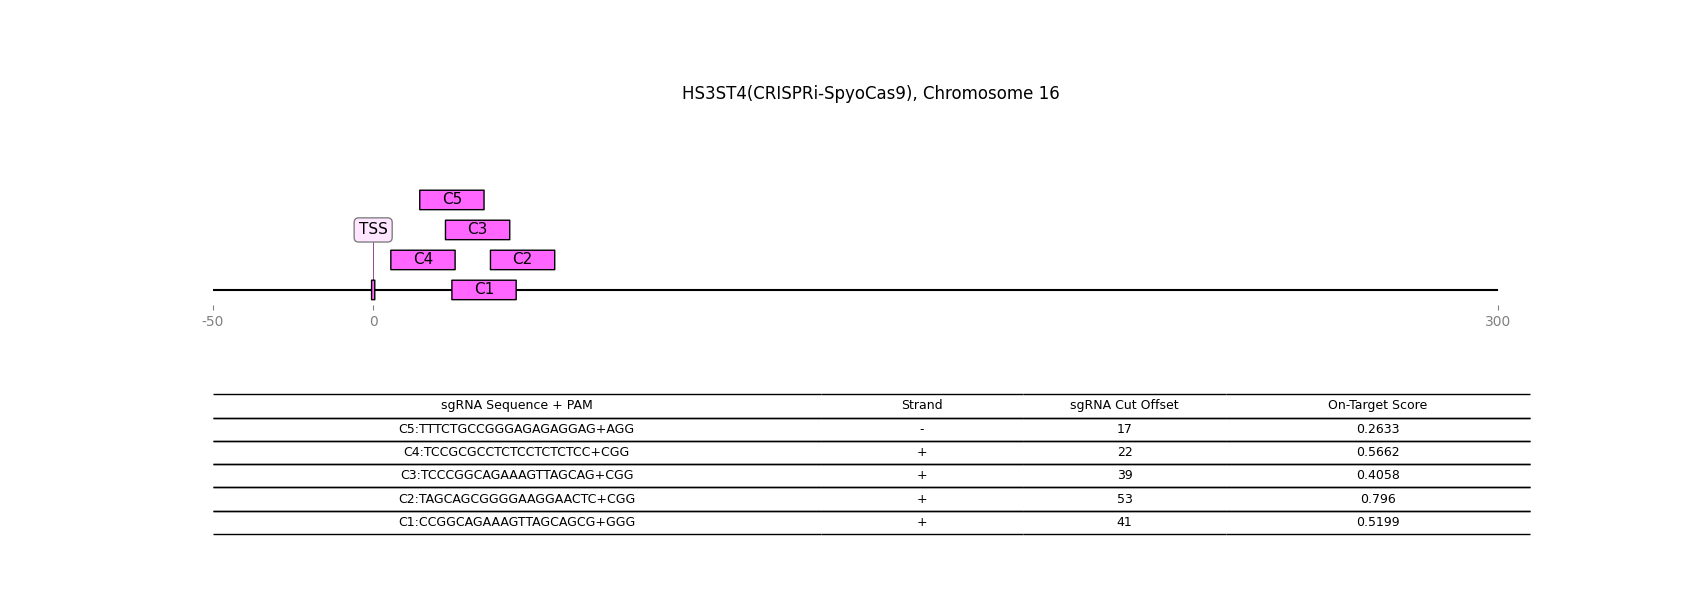 HS3ST4(CRISPRi-SpyoCas9), Chromosome 16
C5
TSS C3
C4 C2
C1
-50 0 300
sgRNA Sequence + PAM Strand sgRNA Cut Offset On-Target Score
C5:TTTCTGCCGGGAGAGAGGAG+AGG - 17 0.2633
C4:TCCGCGCCTCTCCTCTCTCC+CGG + 22 0.5662
C3:TCCCGGCAGAAAGTTAGCAG+CGG + 39 0.4058
C2:TAGCAGCGGGGAAGGAACTC+CGG + 53 0.796
C1:CCGGCAGAAAGTTAGCAGCG+GGG + 41 0.5199